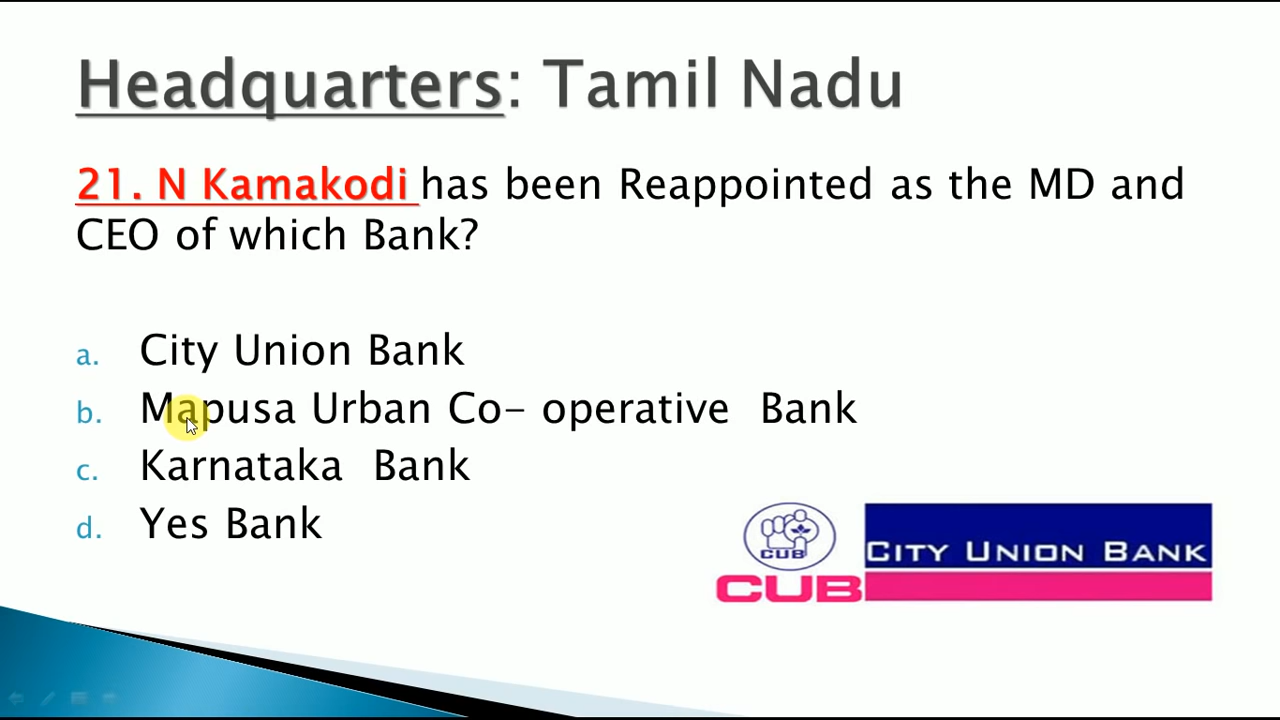 Headquarters: Tamil Nadu
21. N Kamakodi has been Reappointed as the MD and
CEO of which Bank?
a. City Union Bank
b. Mapusa Urban Co- operative Bank
c. Karnataka Bank
d. Yes Bank
CUB
CUB
CITY UNION BANK